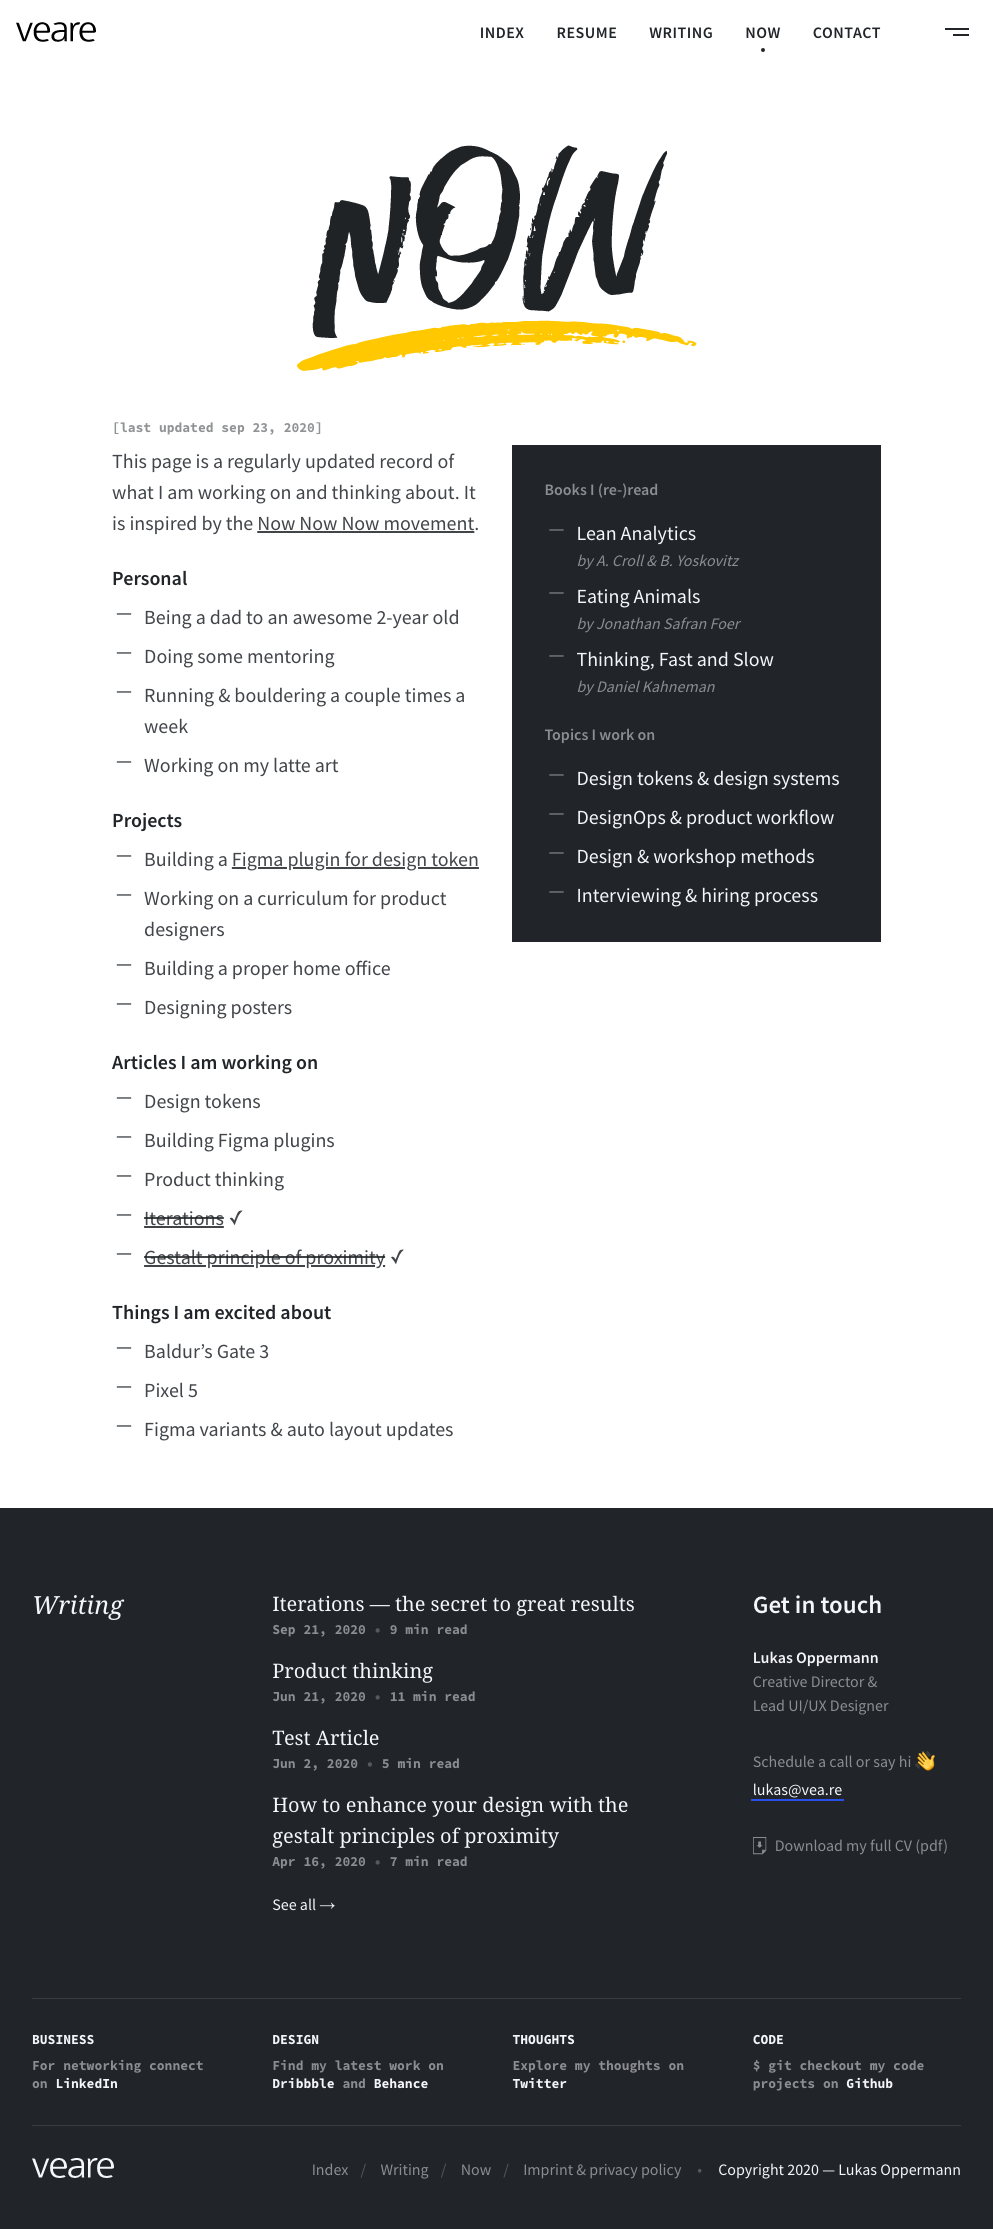 veare
INDEX RESUME WRITING NOW CONTACT
NOW
[last updated sep 23, 2020]
This page is a regularly updated record of
what I am working on and thinking about. It
is inspired by the Now Now Now movement.
Personal
Being a dad to an awesome 2-year old
Doing some mentoring
Running & bouldering a couple times a
week
Working on my latte art
Projects
Building a Figma plugin for design token
Working on a curriculum for product
designers
Building a proper home office
Designing posters
Articles I am working on
Design tokens
Building Figma plugins
Product thinking
Iterations ✓
Gestalt principle of proximity ✓
Things I am excited about
Baldur’s Gate 3
Pixel 5
Figma variants & auto layout updates
Books I (re-)read
Lean Analytics
by A. Croll & B. Yoskovitz
Eating Animals
by Jonathan Safran Foer
Thinking, Fast and Slow
by Daniel Kahneman
Topics I work on
Design tokens & design systems
DesignOps & product workflow
Design & workshop methods
Interviewing & hiring process
Writing
Iterations — the secret to great results
Sep 21, 2020 • 9 min read
Product thinking
Jun 21, 2020 • 11 min read
Test Article
Jun 2, 2020 • 5 min read
How to enhance your design with the
gestalt principles of proximity
Apr 16, 2020 • 7 min read
See all →
Get in touch
Lukas Oppermann
Creative Director &
Lead UI/UX Designer
Schedule a call or say hi 👋
lukas@vea.re
Download my full CV (pdf)
BUSINESS
For networking connect
on LinkedIn
DESIGN
Find my latest work on
Dribbble and Behance
THOUGHTS
Explore my thoughts on
Twitter
CODE
$ git checkout my code
projects on Github
veare
Index / Writing / Now / Imprint & privacy policy • Copyright 2020 — Lukas Oppermann